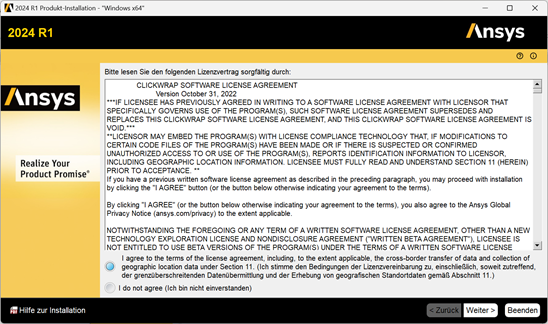 2024 R1 Produkt-Installation - "Windows x64"
2024 R1
Ansys
Bitte lesen Sie den folgenden Lizenzvertrag sorgfältig durch:
Ansys
Realize Your
Product Promise®
CLICKWRAP SOFTWARE LICENSE AGREEMENT
Version October 31, 2022
***IF LICENSEE HAS PREVIOUSLY AGREED IN WRITING TO A SOFTWARE LICENSE AGREEMENT WITH LICENSOR THAT
SPECIFICALLY GOVERNS USE OF THE PROGRAM(S), SUCH SOFTWARE LICENSE AGREEMENT SUPERSEDES AND
REPLACES THIS CLICKWRAP SOFTWARE LICENSE AGREEMENT, AND THIS CLICKWRAP SOFTWARE LICENSE AGREEMENT IS
VOID.***
**LICENSOR MAY EMBED THE PROGRAM(S) WITH LICENSE COMPLIANCE TECHNOLOGY THAT, IF MODIFICATIONS TO
CERTAIN CODE FILES OF THE PROGRAM(S) HAVE BEEN MADE OR IF THERE IS SUSPECTED OR CONFIRMED
UNAUTHORIZED ACCESS TO OR USE OF THE PROGRAM(S), REPORTS IDENTIFICATION INFORMATION TO LICENSOR,
INCLUDING GEOGRAPHIC LOCATION INFORMATION. LICENSEE MUST FULLY READ AND UNDERSTAND SECTION 11 (HEREIN)
PRIOR TO ACCEPTANCE. **
If you have a previous written software license agreement as described in the preceding paragraph, you may proceed with installation
by clicking the "I AGREE" button (or the button below otherwise indicating your agreement to the terms).
By clicking "I AGREE" (or the button below otherwise indicating your agreement to the terms), you also agree to the Ansys Global
Privacy Notice (ansys.com/privacy) to the extent applicable.
NOTWITHSTANDING THE FOREGOING OR ANY TERM OF A WRITTEN SOFTWARE LICENSE AGREEMENT, OTHER THAN A NEW
TECHNOLOGY EXPLORATION LICENSE AND NONDISCLOSURE AGREEMENT ("WRITTEN BETA AGREEMENT"), LICENSEE IS
NOT ENTITLED TO USE BETA VERSIONS OF THE PROGRAM(S) UNDER THE TERMS OF A WRITTEN SOFTWARE LICENSE
I agree to the terms of the license agreement, including, to the extent applicable, the cross-border transfer of data and collection of
geographic location data under Section 11. (Ich stimme den Bedingungen der Lizenzvereinbarung zu, einschließlich, soweit zutreffend,
der grenzüberschreitenden Datenübermittlung und der Erhebung von geografischen Standortdaten gemäß Abschnitt 11.)
I do not agree (Ich bin nicht einverstanden)
Hilfe zur Installation
< Zurück
Weiter >
Beenden